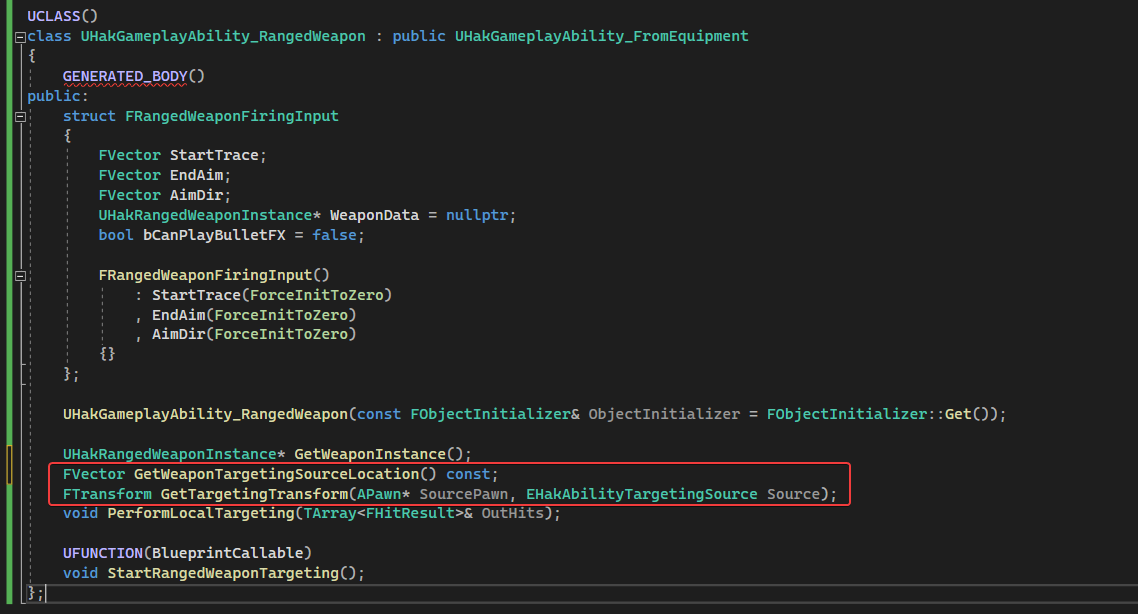 UCLASS()
class UHakGameplayAbility_RangedWeapon : public UHakGameplayAbility_FromEquipment
{
    GENERATED_BODY()
public:
    struct FRangedWeaponFiringInput
    {
        FVector StartTrace;
        FVector EndAim;
        FVector AimDir;
        UHakRangedWeaponInstance* WeaponData = nullptr;
        bool bCanPlayBulletFX = false;

        FRangedWeaponFiringInput()
            : StartTrace(ForceInitToZero)
            , EndAim(ForceInitToZero)
            , AimDir(ForceInitToZero)
        {}
    };

    UHakGameplayAbility_RangedWeapon(const FObjectInitializer& ObjectInitializer = FObjectInitializer::Get());

    UHakRangedWeaponInstance* GetWeaponInstance();
    FVector GetWeaponTargetingSourceLocation() const;
    FTransform GetTargetingTransform(APawn* SourcePawn, EHakAbilityTargetingSource Source);
    void PerformLocalTargeting(TArray<FHitResult>& OutHits);

    UFUNCTION(BlueprintCallable)
    void StartRangedWeaponTargeting();
};